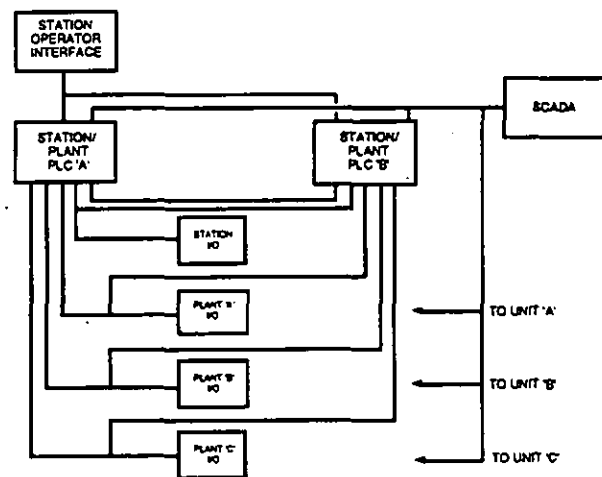 STATION
OPERATOR
INTERFACE
SCADA
STATION/
PLANT
PLC 'A'
STATION/
PLANT
PLC 'B'
STATION
I/O
PLANT 'A'
I/O
TO UNIT 'A'
PLANT 'B'
I/O
TO UNIT 'B'
PLANT 'C'
I/O
TO UNIT 'C'